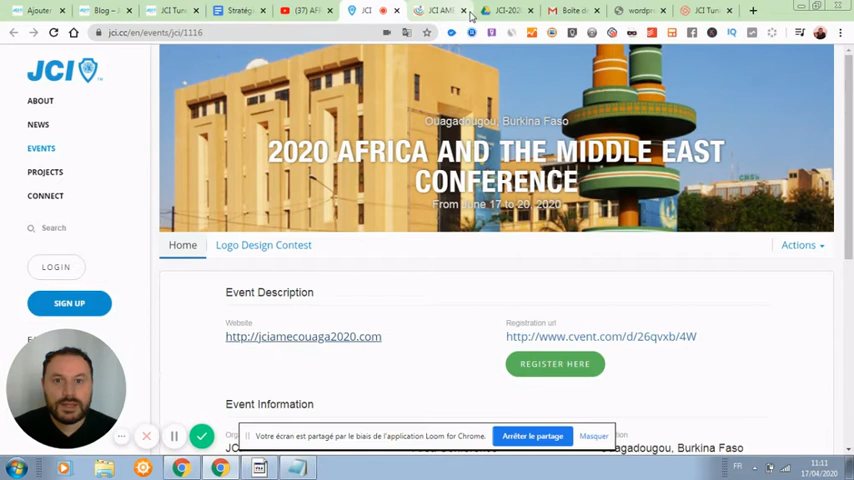 Ajouter
Blog –
JCI Tun
Stratég
(37) AF
JCI
JCI AME
JCI-202
Boîte d
wordpr
JCI Tun
jci.cc/en/events/jci/1116
JCI
ABOUT
NEWS
EVENTS
PROJECTS
CONNECT
Search
LOGIN
SIGN UP
Ouagadougou, Burkina Faso
2020 AFRICA AND THE MIDDLE EAST
CONFERENCE
From June 17 to 20, 2020
Home
Logo Design Contest
Actions
Event Description
Website
http://jciamecouaga2020.com
Registration url
http://www.cvent.com/d/26qvxb/4W
REGISTER HERE
Event Information
Votre écran est partagé par le biais de l'application Loom for Chrome.
Arrêter le partage
Masquer
Ouagadougou, Burkina Faso
FR
11:11
17/04/2020